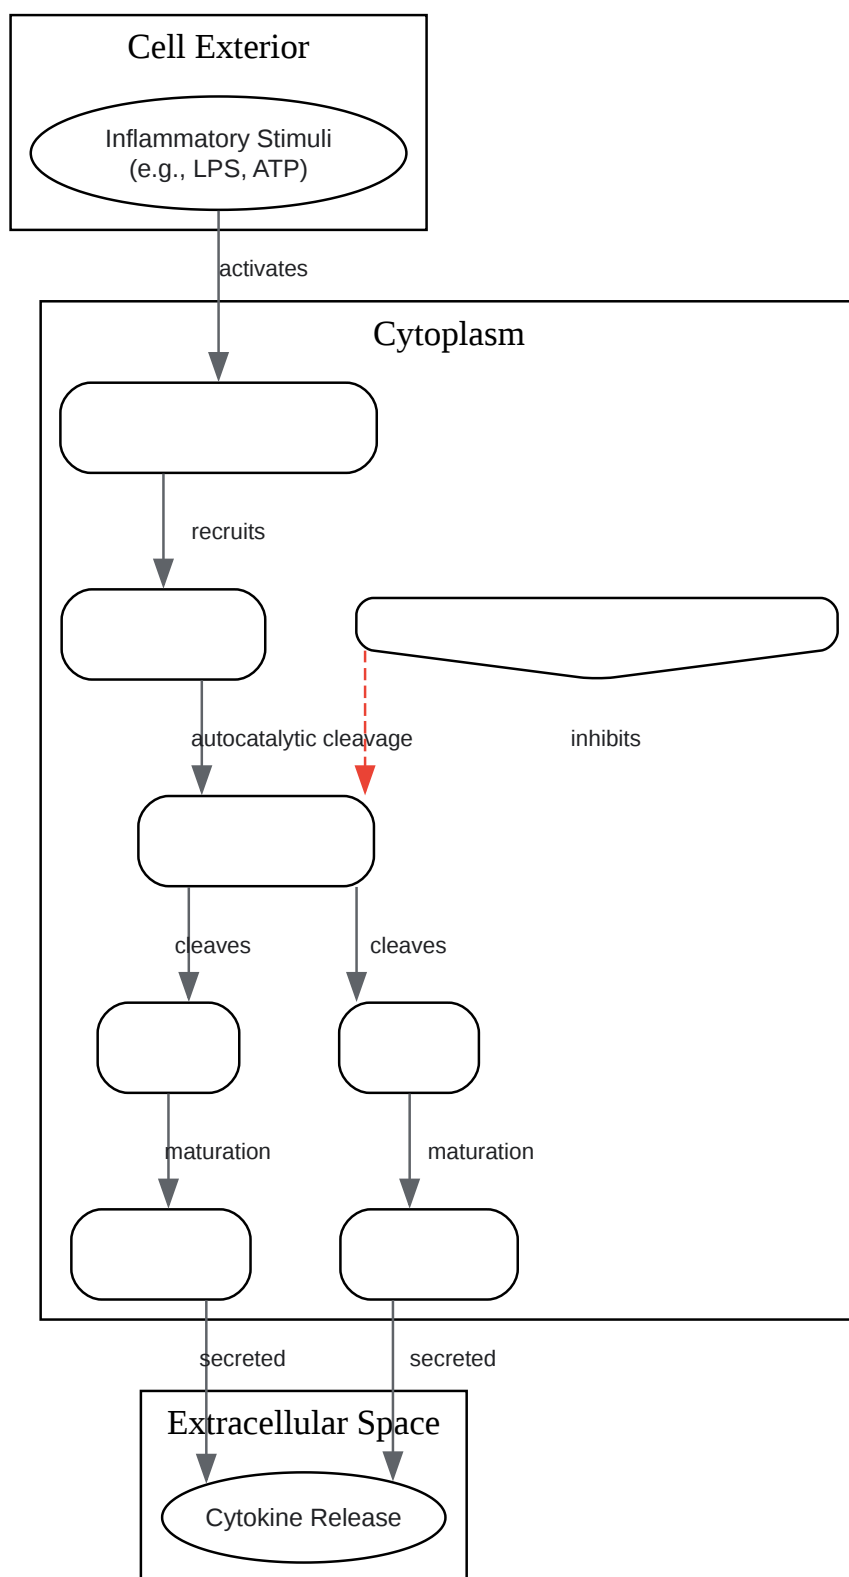 Cell Exterior
Inflammatory Stimuli
(e.g., LPS, ATP)
activates
Cytoplasm
recruits
autocatalytic cleavage
inhibits
cleaves
cleaves
maturation
maturation
secreted
secreted
Extracellular Space
Cytokine Release